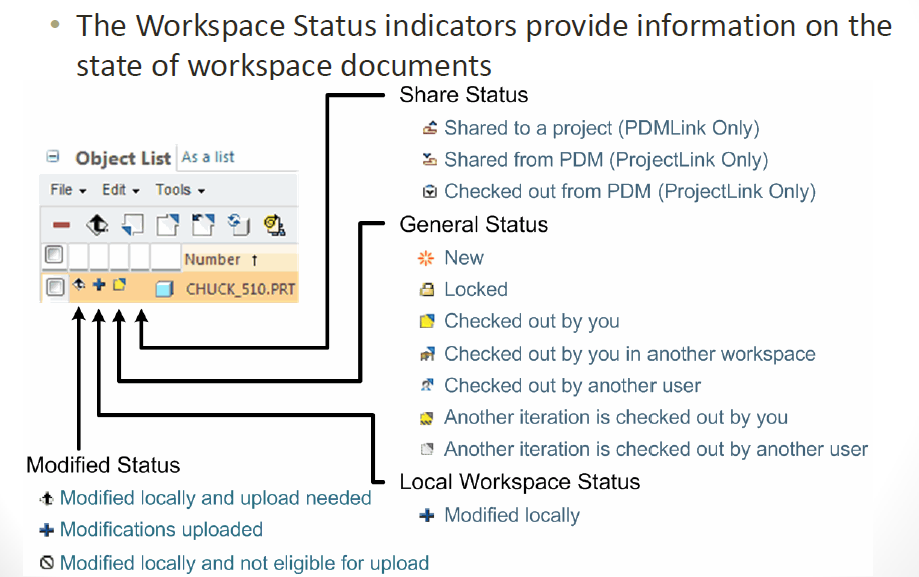 • The Workspace Status indicators provide information on the
state of workspace documents
Share Status
Shared to a project (PDMLink Only)
Shared from PDM (ProjectLink Only)
Checked out from PDM (ProjectLink Only)
Object List As a list
File Edit Tools
Number ↑
CHUCK_510.PRT
General Status
New
Locked
Checked out by you
Checked out by you in another workspace
Checked out by another user
Another iteration is checked out by you
Another iteration is checked out by another user
Modified Status
Modified locally and upload needed
Modifications uploaded
Modified locally and not eligible for upload
Local Workspace Status
Modified locally